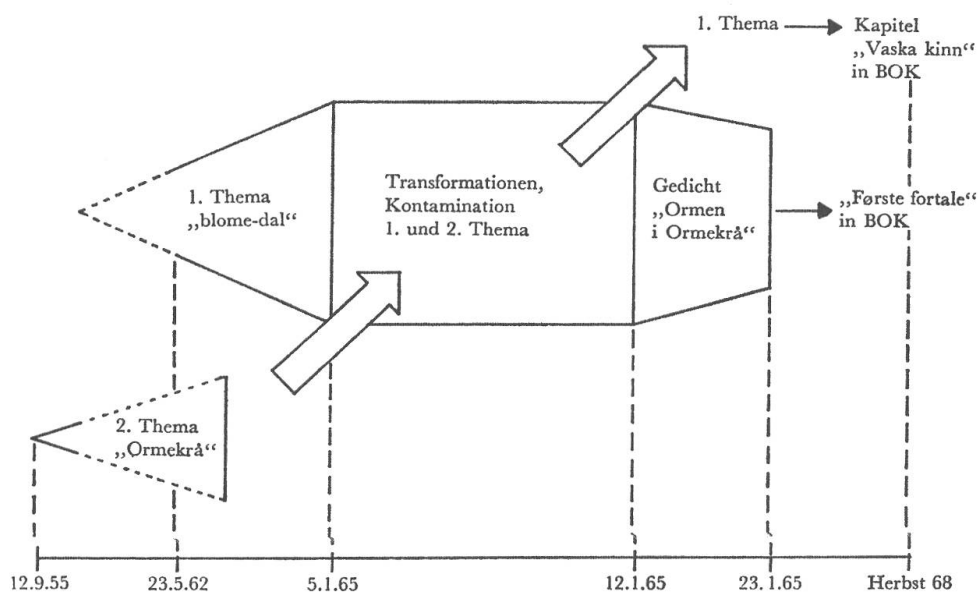 1. Thema
Kapitel
„Vaska kinn“
in BOK
1. Thema
„blome-dal“
Transformationen,
Kontamination
1. und 2. Thema
Gedicht
„Ormen
i Ormekrå“
„Første fortale“
in BOK
2. Thema
„Ormekrå“
12.9.55
23.5.62
5.1.65
12.1.65
23.1.65
Herbst 68